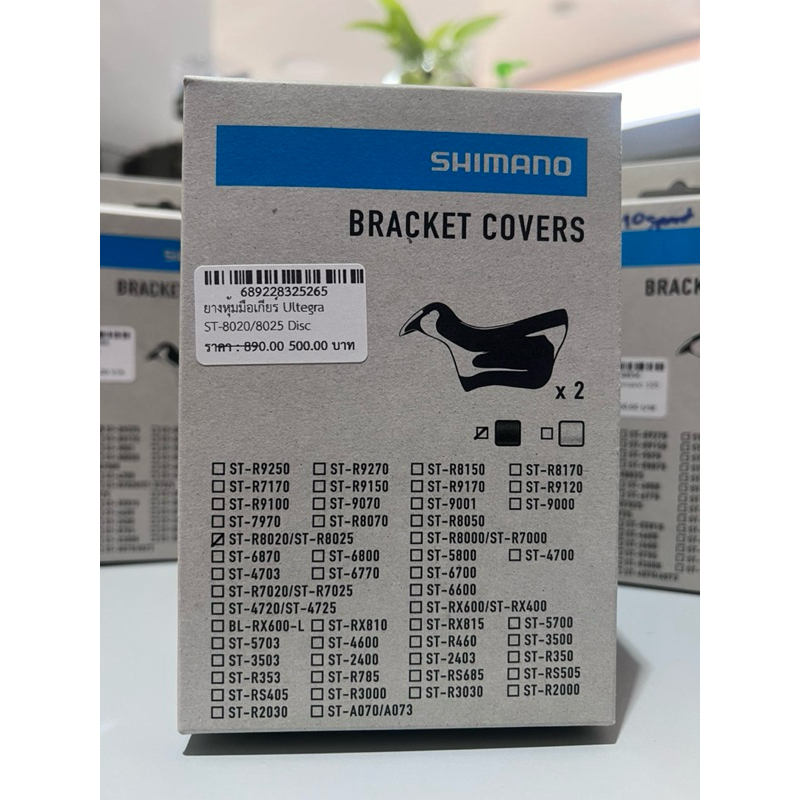 SHIMANO
BRACKET COVERS
689228325265
ยางหุ้มมือเกียร์ Ultegra
ST-8020/8025 Disc
ราคา : 890.00 500.00 บาท
x 2
ST-R9250 ST-R9270 ST-R8150 ST-R8170
ST-R7170 ST-R9150 ST-R9170 ST-R9120
ST-R9100 ST-9070 ST-9001 ST-9000
ST-7970 ST-R8070 ST-R8050
ST-R8020/ST-R8025 ST-R8000/ST-R7000
ST-6870 ST-6800 ST-5800 ST-4700
ST-4703 ST-6770 ST-6700
ST-R7020/ST-R7025 ST-6600
ST-4720/ST-4725 ST-RX600/ST-RX400
BL-RX600-L ST-RX810 ST-RX815 ST-5700
ST-5703 ST-4600 ST-R460 ST-3500
ST-3503 ST-2400 ST-2403 ST-R350
ST-R353 ST-R785 ST-RS685 ST-RS505
ST-RS405 ST-R3000 ST-R3030 ST-R2000
ST-R2030 ST-A070/A073
BRACKET